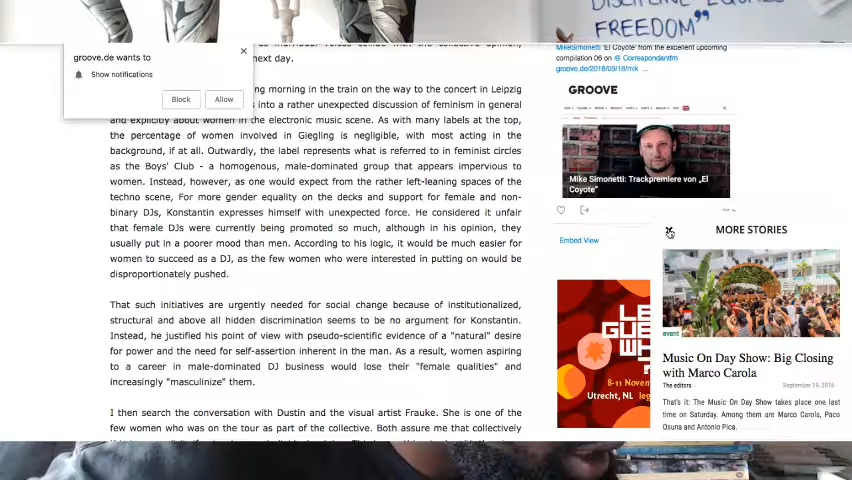 DISCIPLINE EQUALS
FREEDOM"
groove.de wants to
Show notifications
Block
Allow
next day.
ing morning in the train on the way to the concert in Leipzig
s into a rather unexpected discussion of feminism in general
and explicitly about women in the electronic music scene. As with many labels at the top,
the percentage of women involved in Giegling is negligible, with most acting in the
background, if at all. Outwardly, the label represents what is referred to in feminist circles
as the Boys' Club - a homogenous, male-dominated group that appears impervious to
women. Instead, however, as one would expect from the rather left-leaning spaces of the
techno scene, For more gender equality on the decks and support for female and non-
binary DJs, Konstantin expresses himself with unexpected force. He considered it unfair
that female DJs were currently being promoted so much, although in his opinion, they
usually put in a poorer mood than men. According to his logic, it would be much easier for
women to succeed as a DJ, as the few women who were interested in putting on would be
disproportionately pushed.
That such initiatives are urgently needed for social change because of institutionalized,
structural and above all hidden discrimination seems to be no argument for Konstantin.
Instead, he justified his point of view with pseudo-scientific evidence of a "natural" desire
for power and the need for self-assertion inherent in the man. As a result, women aspiring
to a career in male-dominated DJ business would lose their "female qualities" and
increasingly "masculinize" them.
I then search the conversation with Dustin and the visual artist Frauke. She is one of the
few women who was on the tour as part of the collective. Both assure me that collectively
MikeSimonetti 'El Coyote' from the excellent upcoming
compilation 06 on @ Correspondantfm
groove.de/2018/09/18/mik ...
GROOVE
Mike Simonetti: Trackpremiere von „El
Coyote"
Embed View
LE
GUE
WH
8-11 Novem
Utrecht, NL
MORE STORIES
event
Music On Day Show: Big Closing
with Marco Carola
The editors -
September 19, 2018
That's it: The Music On Day Show takes place one last
time on Saturday. Among them are Marco Carola, Paco
Osuna and Antonio Pica.